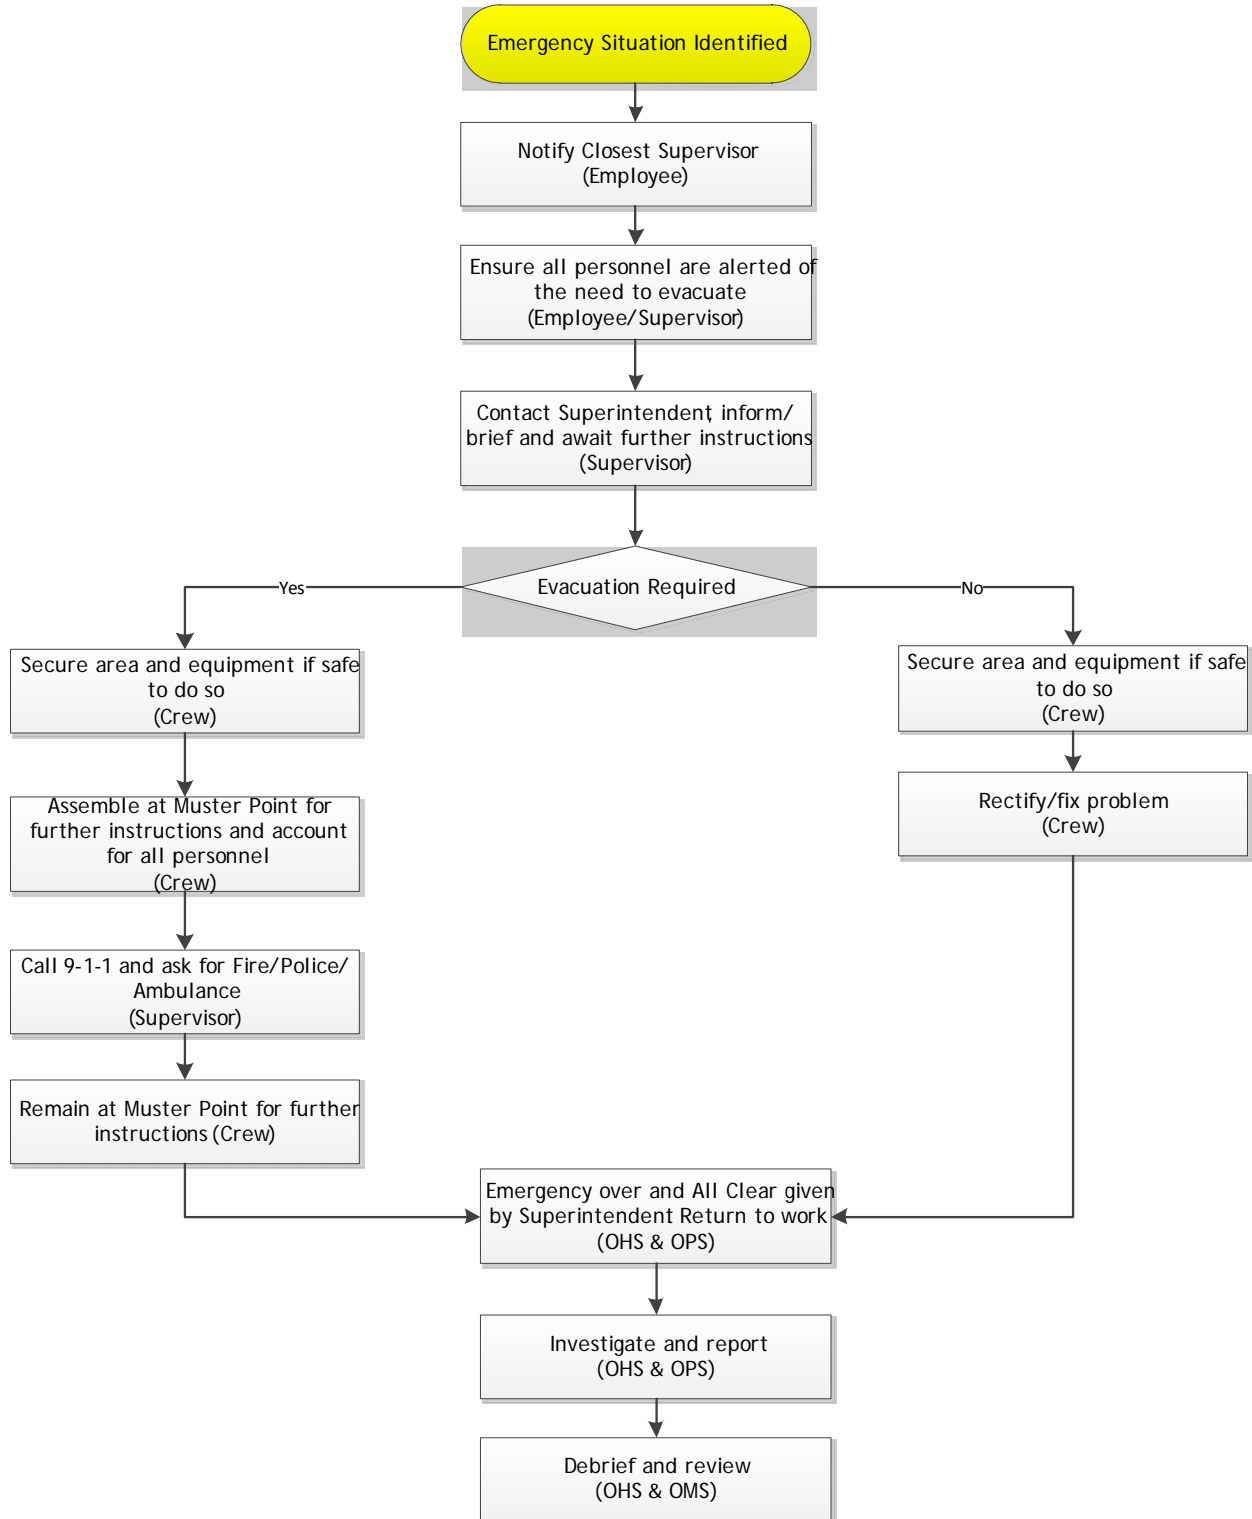 Emergency Situation Identified
Notify Closest Supervisor
(Employee)
Ensure all personnel are alerted of
the need to evacuate
(Employee/Supervisor)
Contact Superintendent, inform/
brief and await further instructions
(Supervisor)
Evacuation Required
Yes
No
Secure area and equipment if safe
to do so
(Crew)
Assemble at Muster Point for
further instructions and account
for all personnel
(Crew)
Call 9-1-1 and ask for Fire/Police/
Ambulance
(Supervisor)
Remain at Muster Point for further
instructions (Crew)
Secure area and equipment if safe
to do so
(Crew)
Rectify/fix problem
(Crew)
Emergency over and All Clear given
by Superintendent. Return to work
(OHS & OPS)
Investigate and report
(OHS & OPS)
Debrief and review
(OHS & OMS)